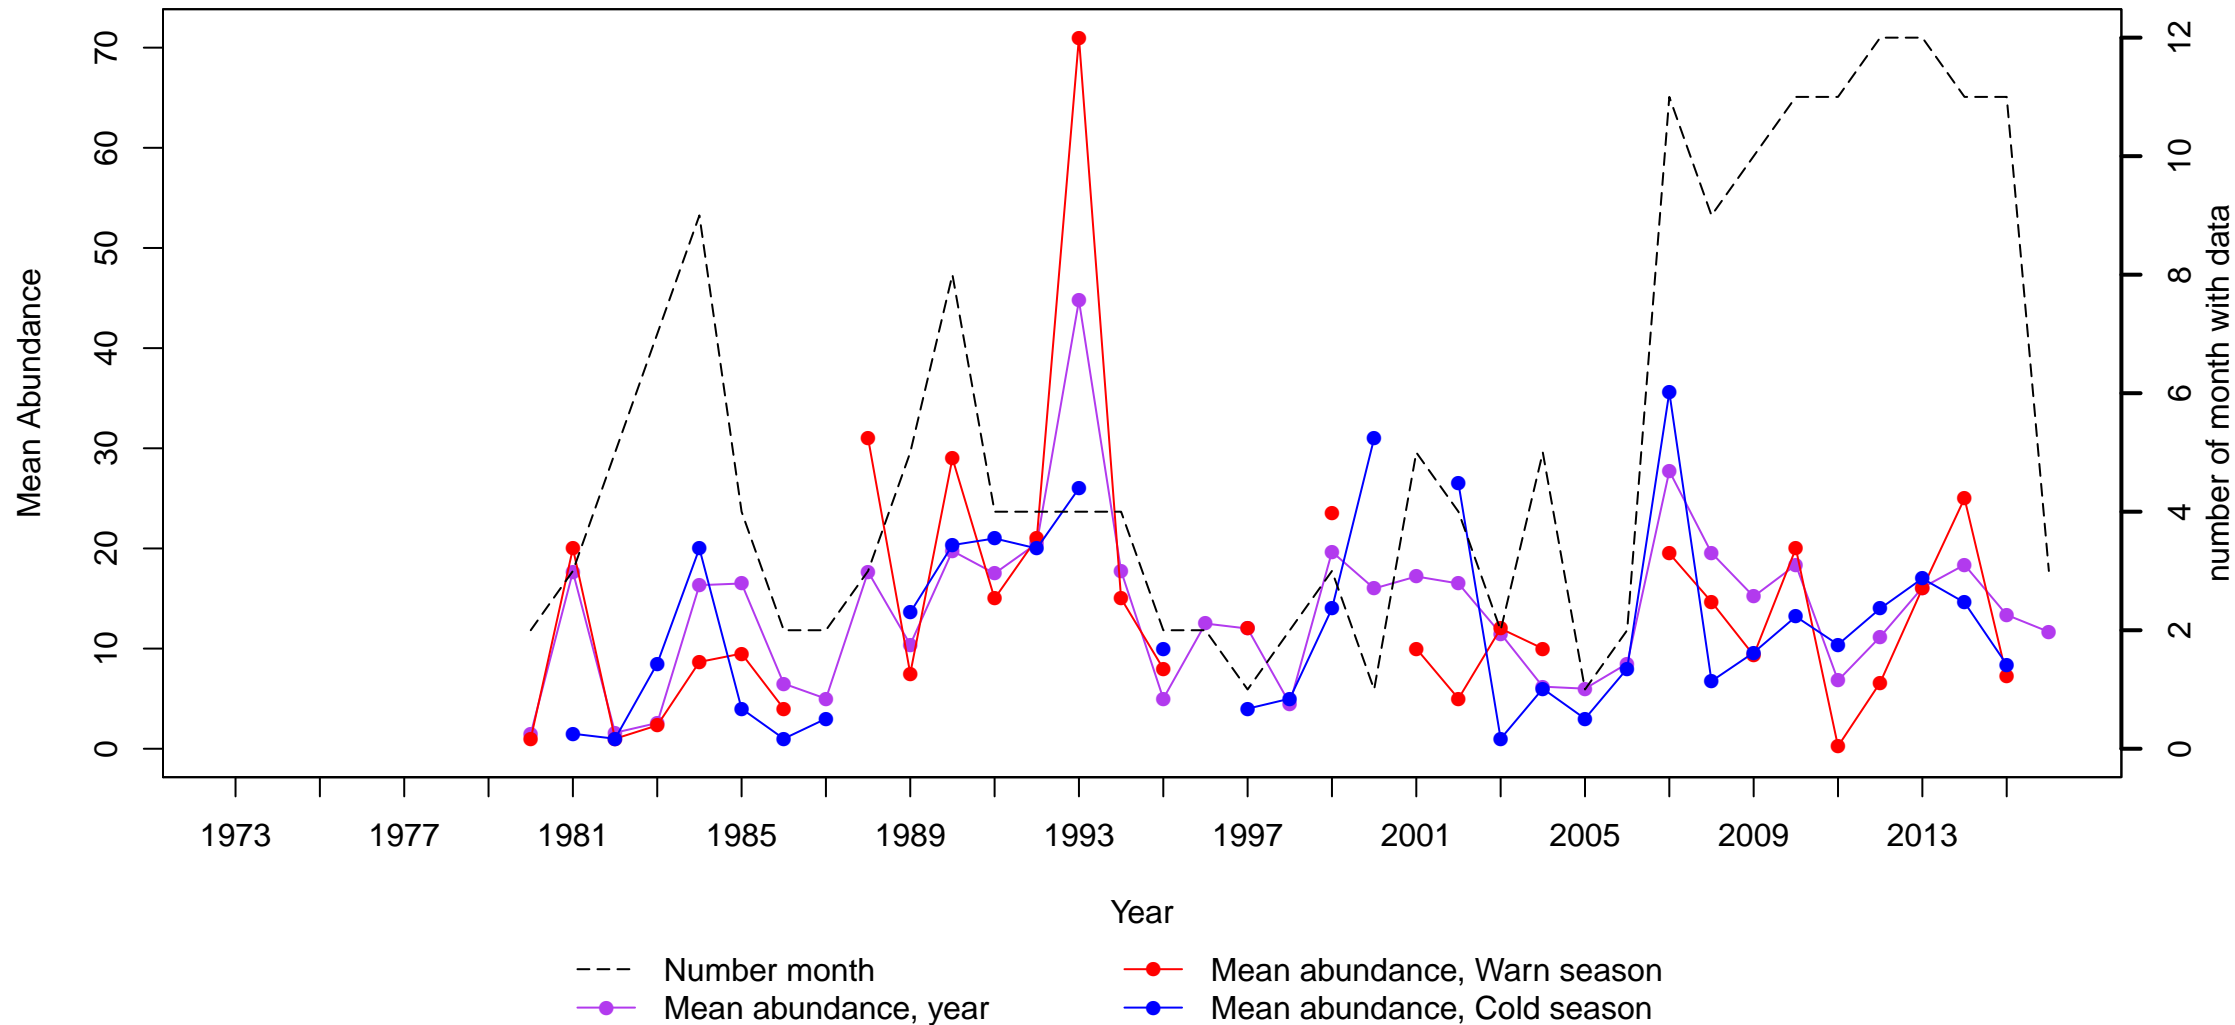 Mean Abundance
0 10 20 30 40 50 60 70
number of month with data
0 2 4 6 8 10 12
1973 1977 1981 1985 1989 1993 1997 2001 2005 2009 2013
Year
Number month
Mean abundance, year
Mean abundance, Warn season
Mean abundance, Cold season